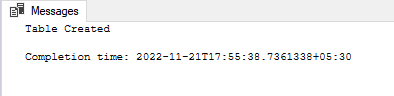 Messages
Table Created
Completion time: 2022-11-21T17:55:38.7361338+05:30